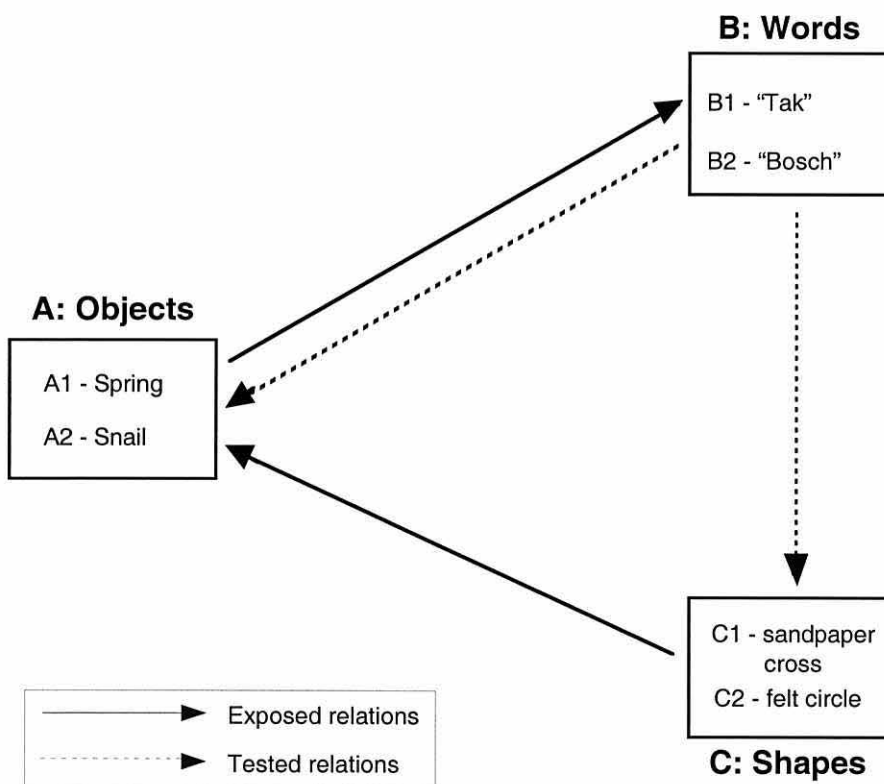 B: Words
B1 - “Tak”
B2 - “Bosch”
A: Objects
A1 - Spring
A2 - Snail
C1 - sandpaper
cross
C2 - felt circle
C: Shapes
Exposed relations
Tested relations